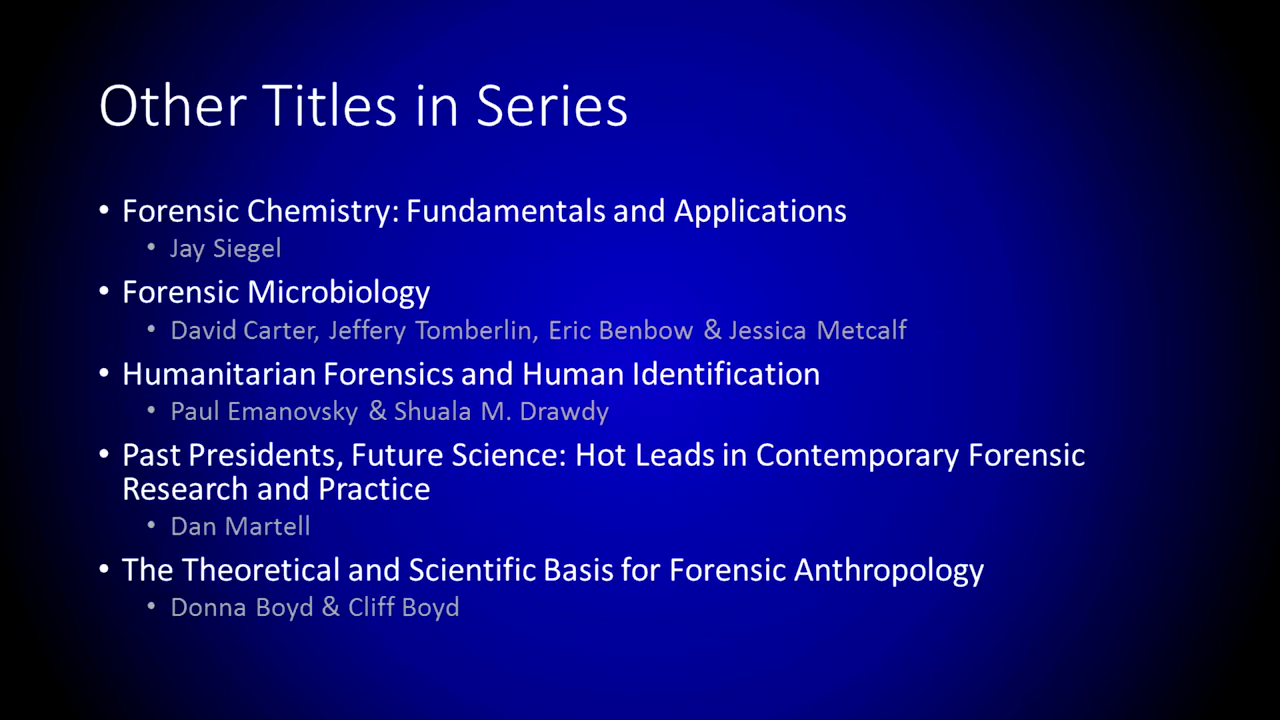 Other Titles in Series
• Forensic Chemistry: Fundamentals and Applications
• Jay Siegel
• Forensic Microbiology
• David Carter, Jeffery Tomberlin, Eric Benbow & Jessica Metcalf
• Humanitarian Forensics and Human Identification
• Paul Emanovsky & Shuala M. Drawdy
• Past Presidents, Future Science: Hot Leads in Contemporary Forensic
Research and Practice
• Dan Martell
• The Theoretical and Scientific Basis for Forensic Anthropology
• Donna Boyd & Cliff Boyd